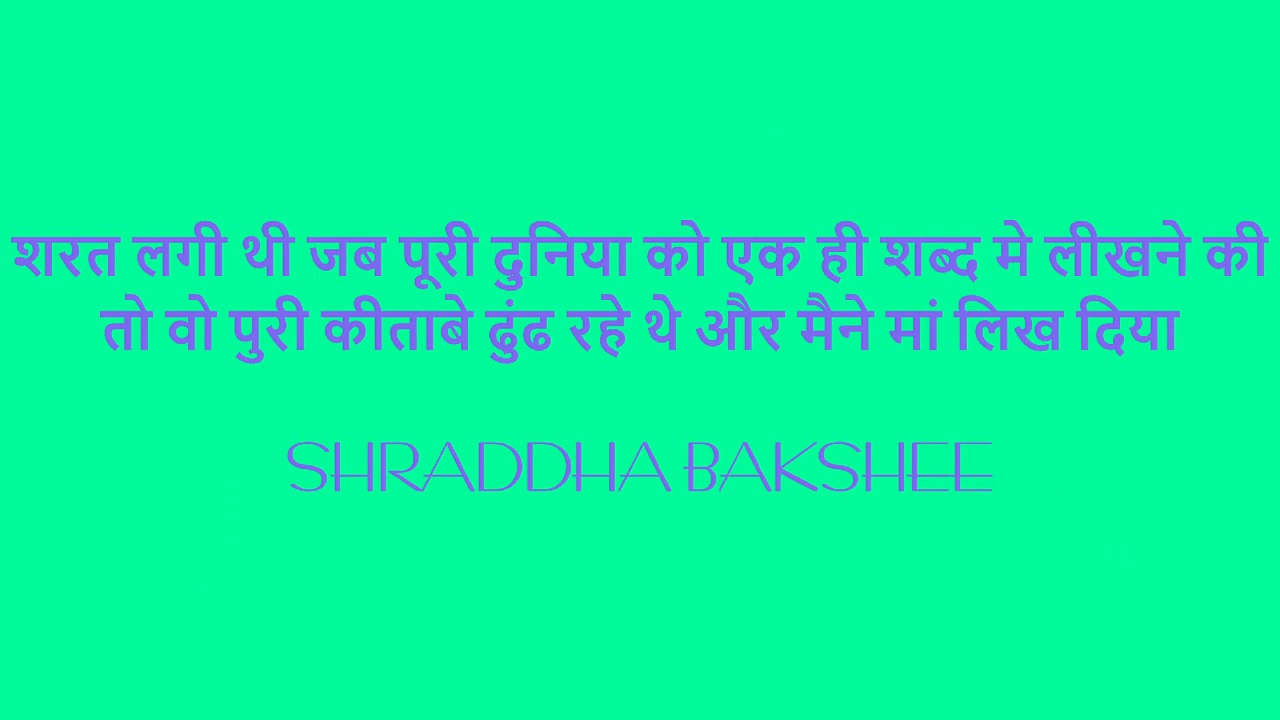 शरत लगी थी जब पूरी दुनिया को एक ही शब्द मे लीखने की
तो वो पुरी कीताबे ढुंढ रहे थे और मैने मां लिख दिया
SHRADDHA BAKSHEE